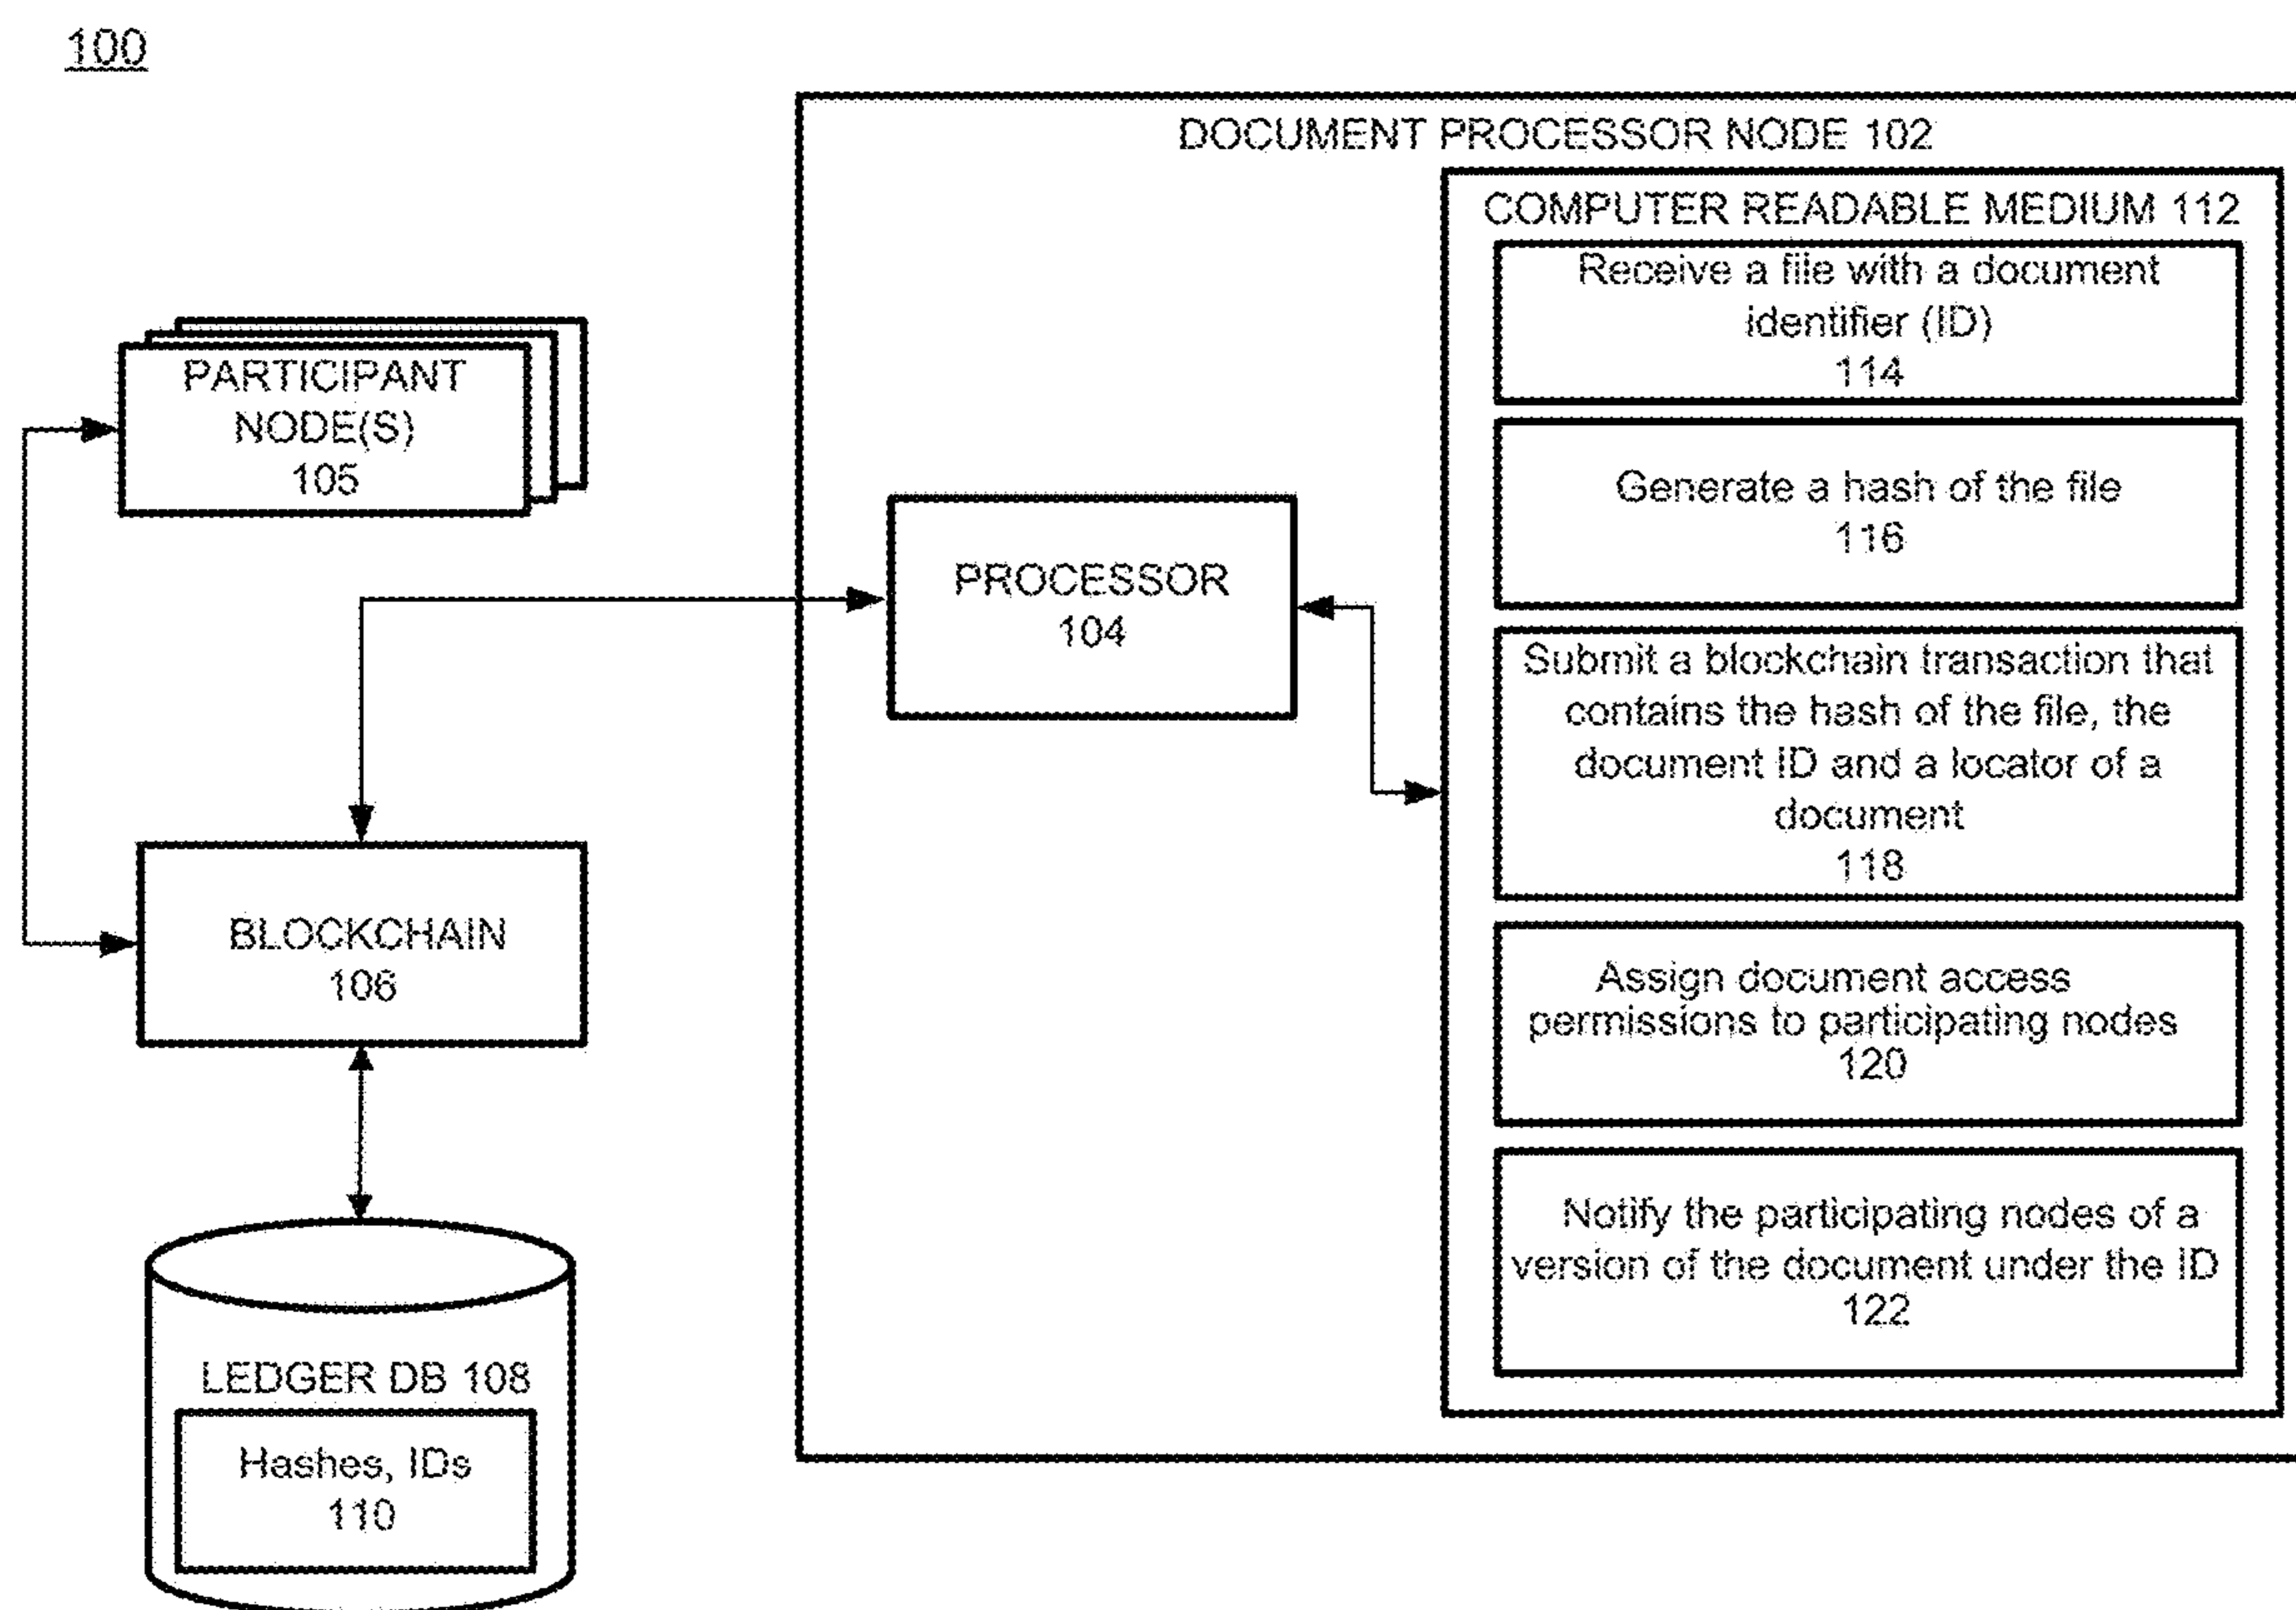 100
DOCUMENT PROCESSOR NODE 102
COMPUTER READABLE MEDIUM 112
Receive a file with a document
identifier (ID)
114
Generate a hash of the file
116
Submit a blockchain transaction that
contains the hash of the file, the
document ID and a locator of a
document
118
Assign document access
permissions to participating nodes
120
Notify the participating nodes of a
version of the document under the ID
122
PROCESSOR
104
PARTICIPANT
NODE(S)
105
BLOCKCHAIN
106
LEDGER DB 108
Hashes, IDs
110